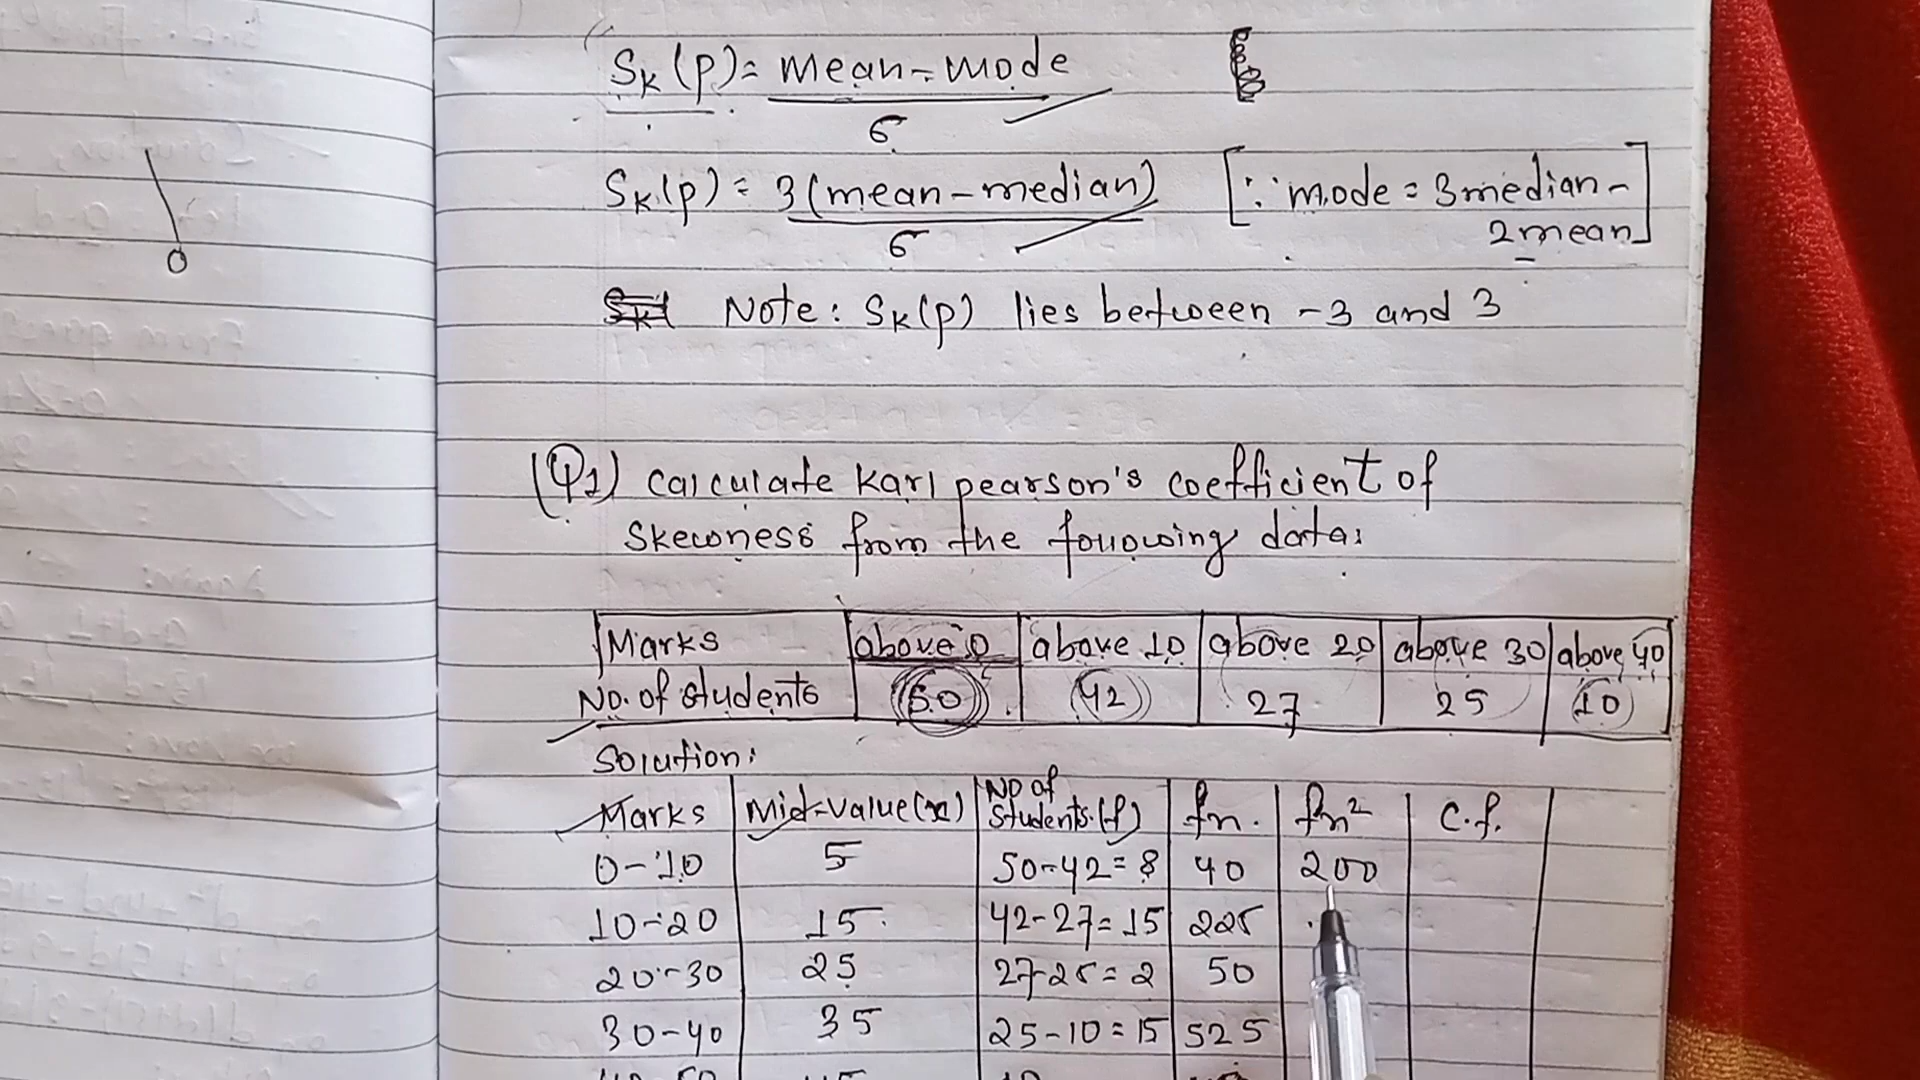 Sk(p)= mean-mode
σ
Sk(p) = 3(mean-median) [∵ mode = 3median-
2mean]
σ
Note: Sk(p) lies between -3 and 3
(Q1) calculate Karl pearson's coefficient of
Skewness from the following data:
Marks above 0 above 10 above 20 above 30 above 40
No. of students 50 42 27 25 10
Solution:
Marks Mid-value(x) No of Students (f) fx fx² c.f.
0-10 5 50-42=8 40 200
10-20 15 42-27=15 225
20-30 25 27-25=2 50
30-40 35 25-10=15 525